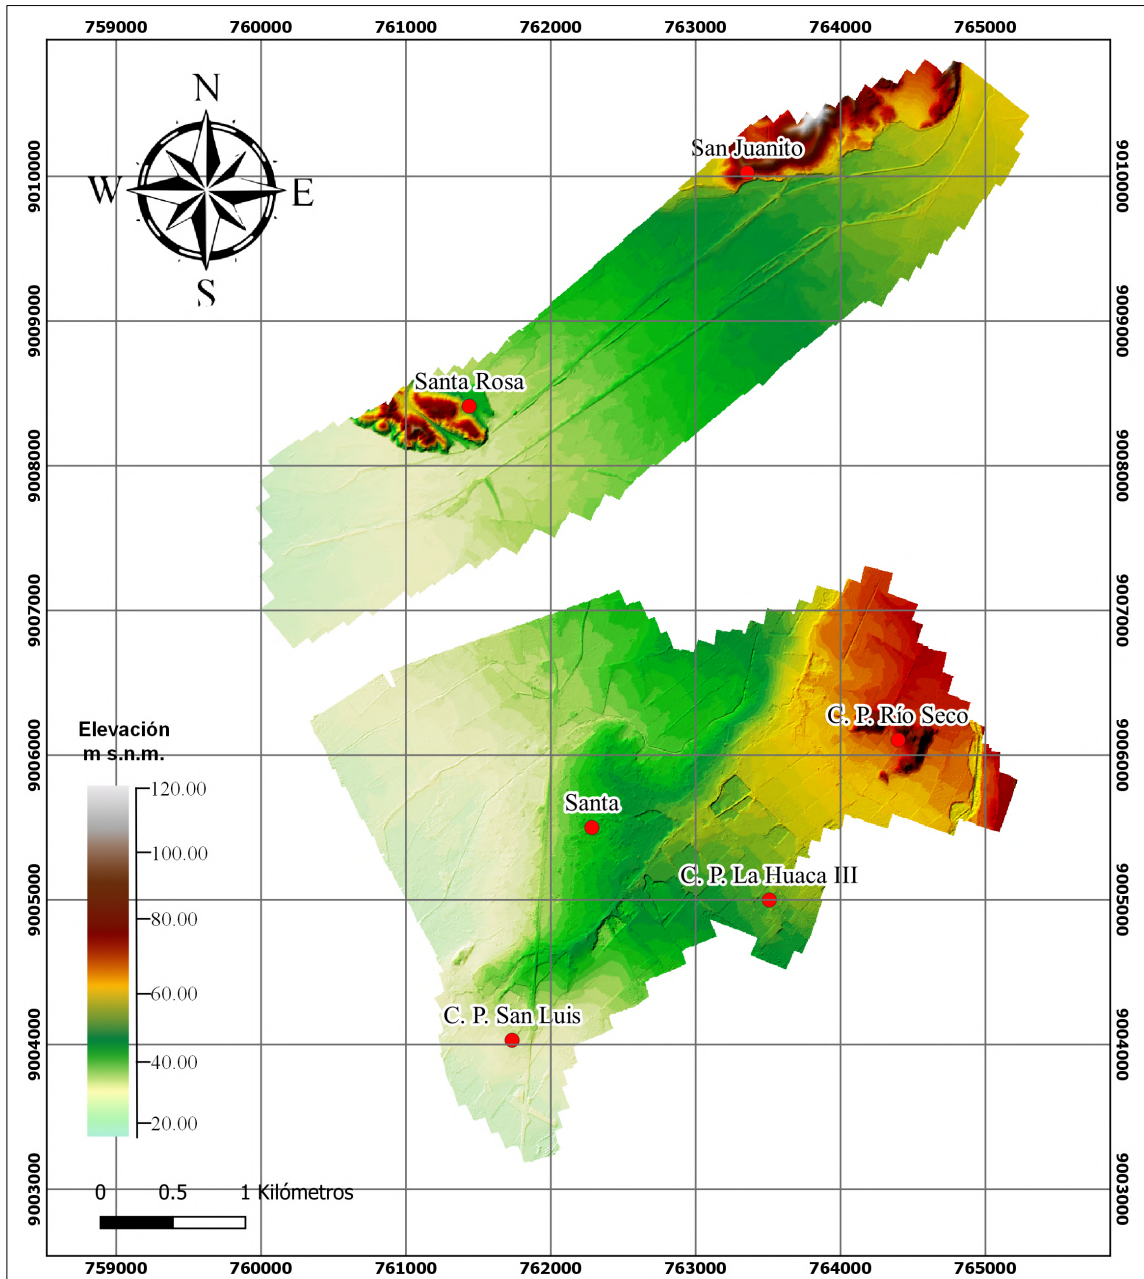 759000 760000 761000 762000 763000 764000 765000
N
W E
S
San Juanito
9010000 9010000
9009000 9009000
Santa Rosa
9008000 9008000
9007000 9007000
C. P. Río Seco
Elevación
m s.n.m.
9006000 9006000
120.00
Santa
100.00
C. P. La Huaca III
9005000 9005000
80.00
60.00
C. P. San Luis
9004000 9004000
40.00
20.00
9003000 9003000
0 0.5 1 Kilómetros
759000 760000 761000 762000 763000 764000 765000